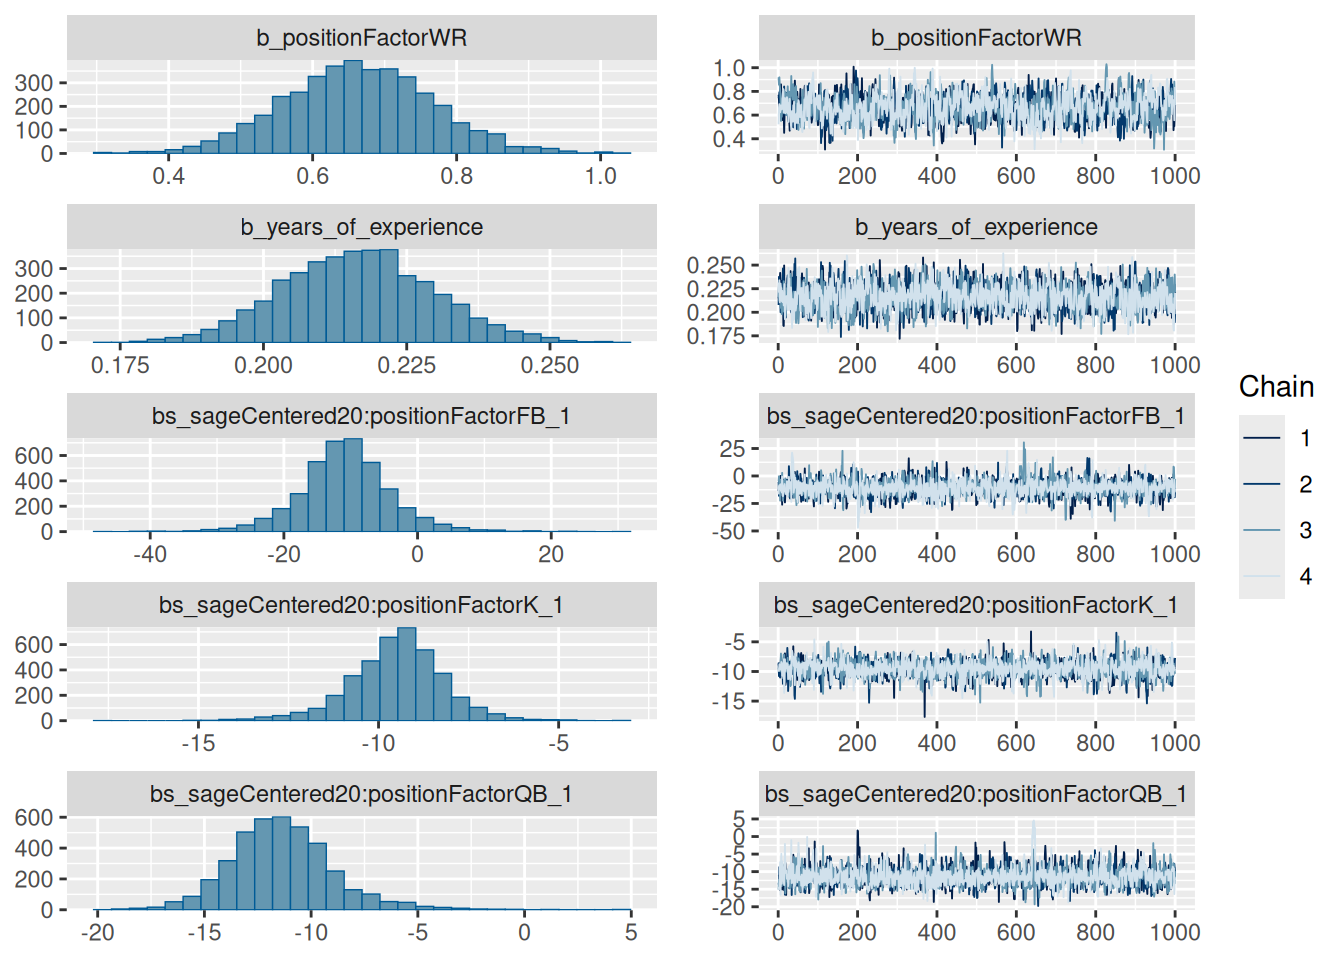 b_positionFactorWR
300
200
100
0
0.4 0.6 0.8 1.0
b_positionFactorWR
1.0
0.8
0.6
0.4
0 200 400 600 800 1000
b_years_of_experience
300
200
100
0
0.175 0.200 0.225 0.250
b_years_of_experience
0.250
0.225
0.200
0.175
0 200 400 600 800 1000
bs_sageCentered20:positionFactorFB_1
600
400
200
0
-40 -20 0 20
bs_sageCentered20:positionFactorFB_1
25
0
-25
-50
0 200 400 600 800 1000
bs_sageCentered20:positionFactorK_1
600
400
200
0
-15 -10 -5
bs_sageCentered20:positionFactorK_1
-5
-10
-15
0 200 400 600 800 1000
bs_sageCentered20:positionFactorQB_1
600
400
200
0
-20 -15 -10 -5 0 5
bs_sageCentered20:positionFactorQB_1
5
0
-5
-10
-15
-20
0 200 400 600 800 1000
Chain
1
2
3
4